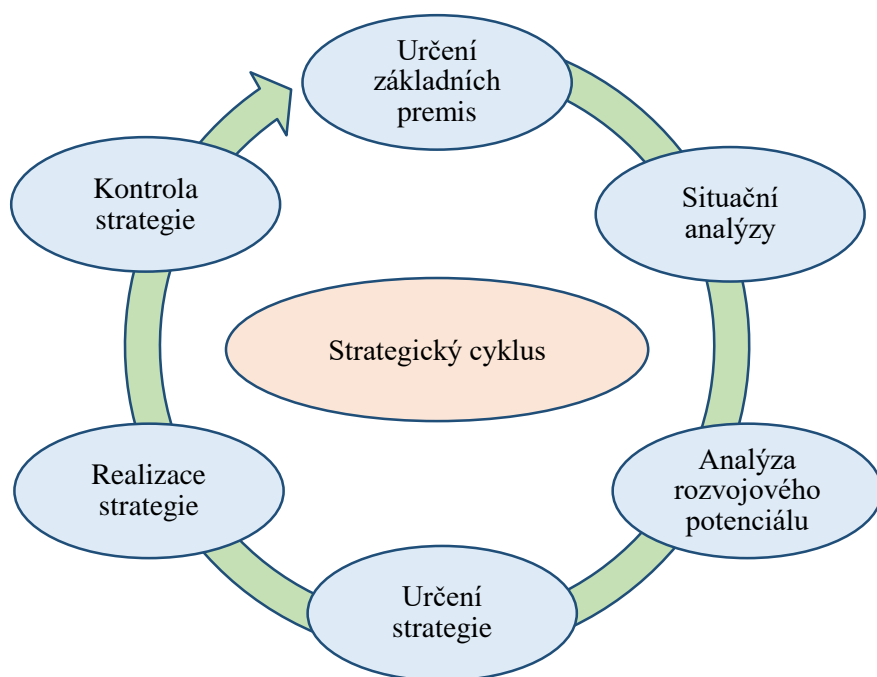 Určení
základních
premis
Situační
analýzy
Analýza
rozvojového
potenciálu
Určení
strategie
Realizace
strategie
Kontrola
strategie
Strategický cyklus